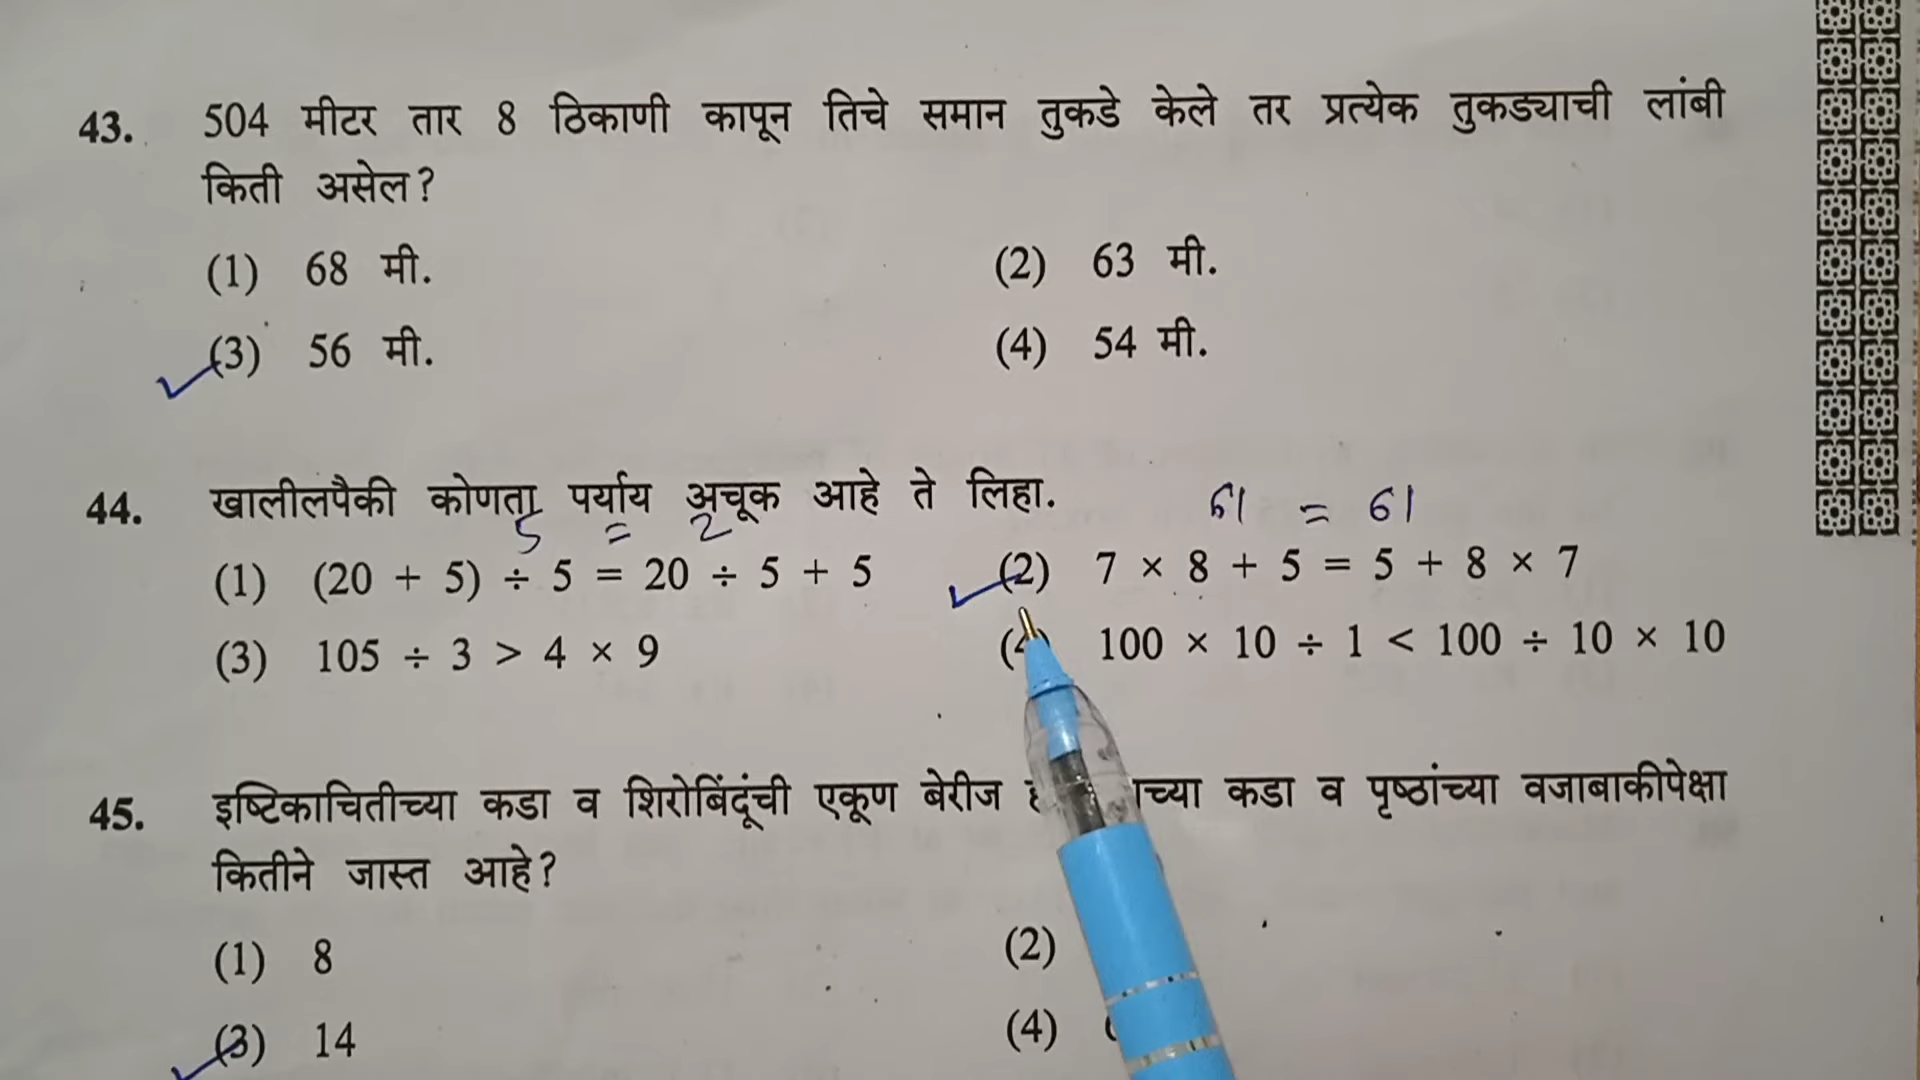 43. 504 मीटर तार 8 ठिकाणी कापून तिचे समान तुकडे केले तर प्रत्येक तुकड्याची लांबी
किती असेल?
(1) 68 मी. (2) 63 मी.
(3) 56 मी. (4) 54 मी.
44. खालीलपैकी कोणता पर्याय अचूक आहे ते लिहा. 61 = 61
5 = 2
(1) (20 + 5) ÷ 5 = 20 ÷ 5 + 5 (2) 7 × 8 + 5 = 5 + 8 × 7
(3) 105 ÷ 3 > 4 × 9 (4) 100 × 10 ÷ 1 < 100 ÷ 10 × 10
45. इष्टिकाचितीच्या कडा व शिरोबिंदूंची एकूण बेरीज कडा व पृष्ठांच्या वजाबाकीपेक्षा
कितीने जास्त आहे?
(1) 8 (2)
(3) 14 (4)